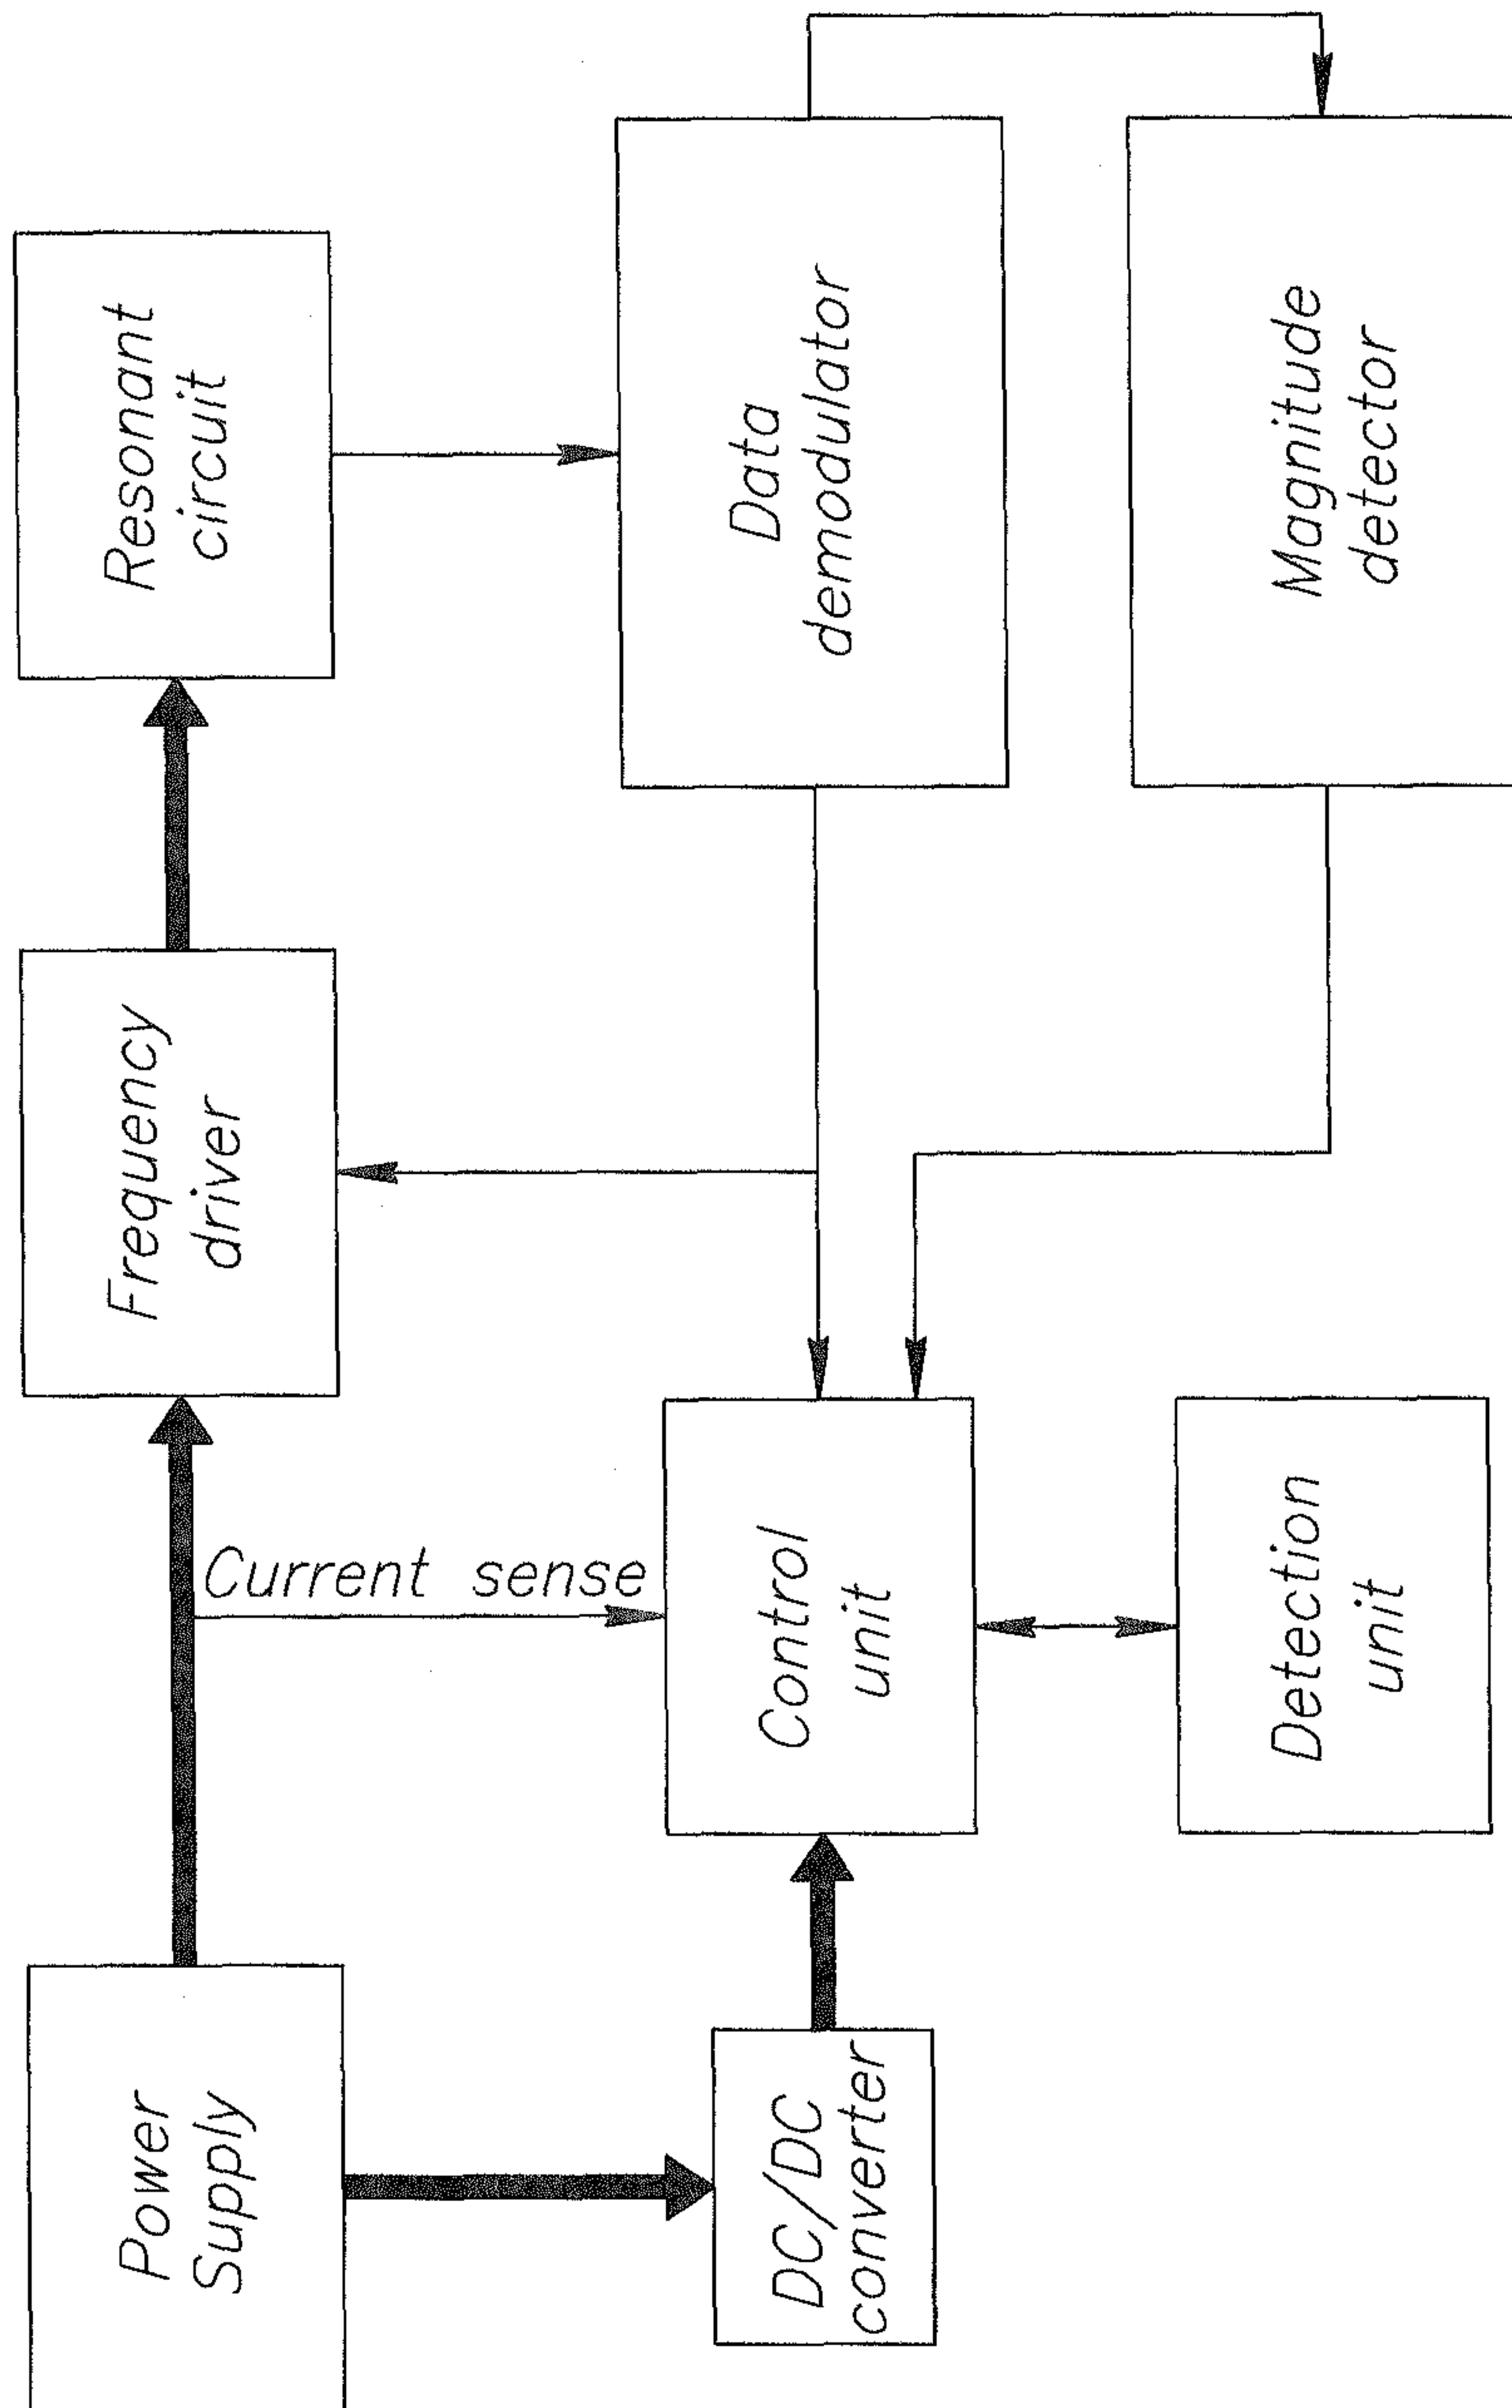 Power
Supply
Frequency
driver
Resonant
circuit
Current sense
DC/DC
converter
Control
unit
Data
demodulator
Detection
unit
Magnitude
detector